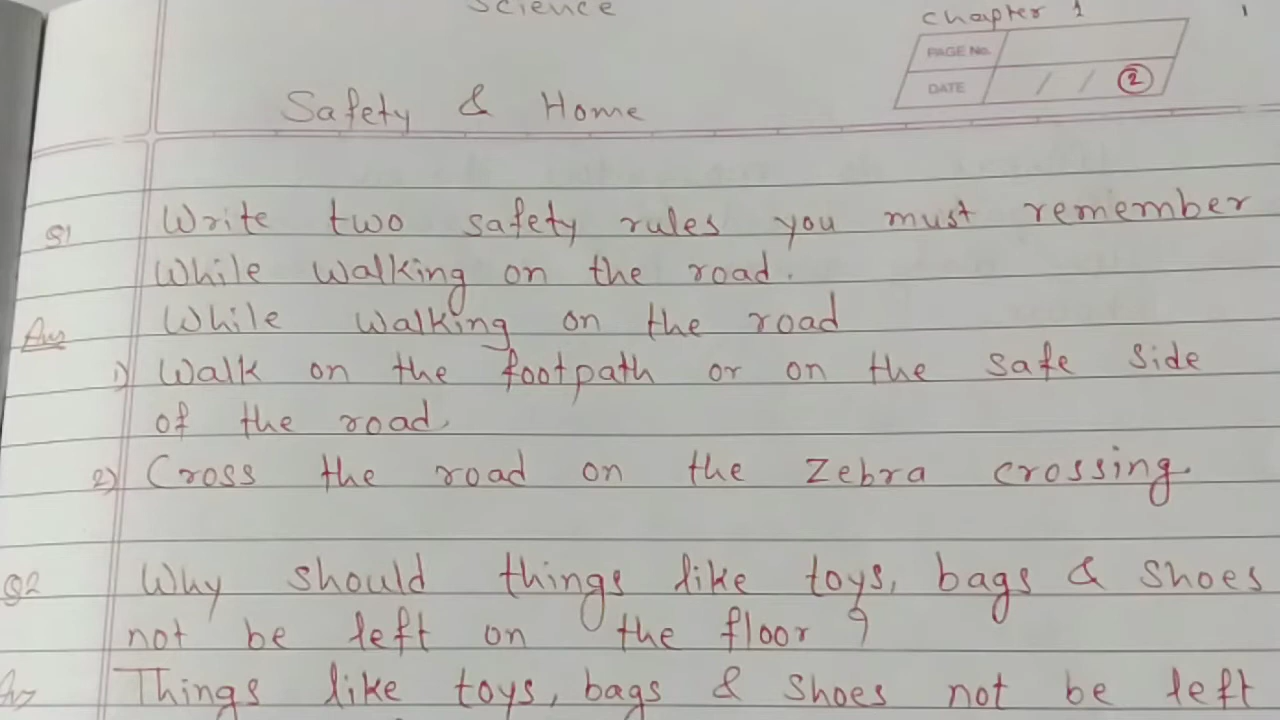 Science
Chapter 1
PAGE No.
DATE / / 2
Safety & Home
Q1 Write two safety rules you must remember
While walking on the road.
Ans While walking on the road
1) Walk on the footpath or on the safe side
of the road.
2) Cross the road on the Zebra crossing.
Q2 Why should things like toys, bags & shoes
not be left on the floor ?
Ans Things like toys, bags & shoes not be left